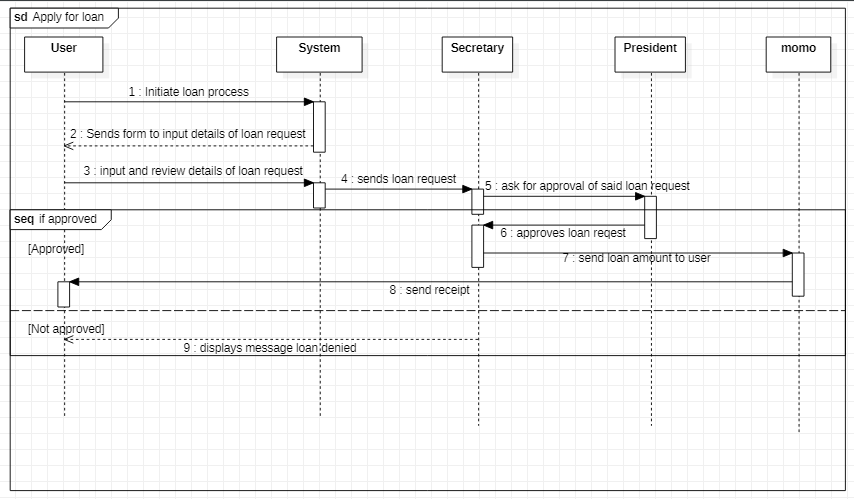 sd Apply for loan
User
System
Secretary
President
momo
1 : Initiate loan process
2 : Sends form to input details of loan request
3 : input and review details of loan request
4 : sends loan request
5 : ask for approval of said loan request
seq if approved
6 : approves loan reqest
[Approved]
7 : send loan amount to user
8 : send receipt
[Not approved]
9 : displays message loan denied